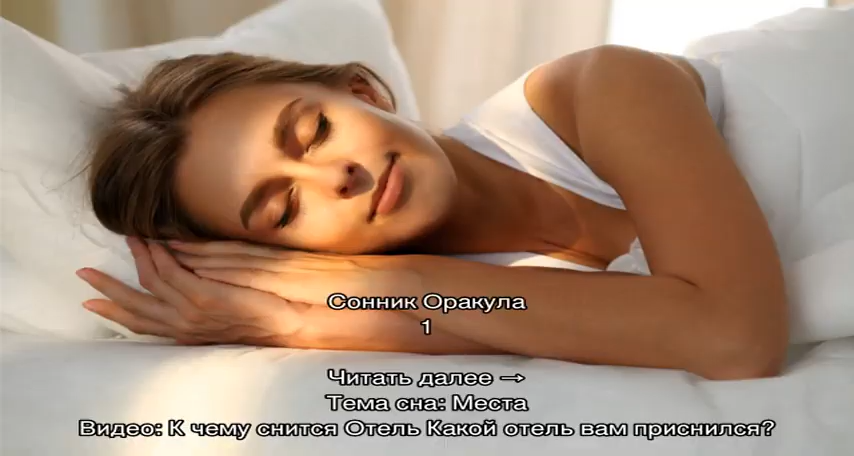 Сонник Оракула
1
Читать далее →
Тема сна: Места
Видео: К чему снится Отель Какой отель вам приснился?